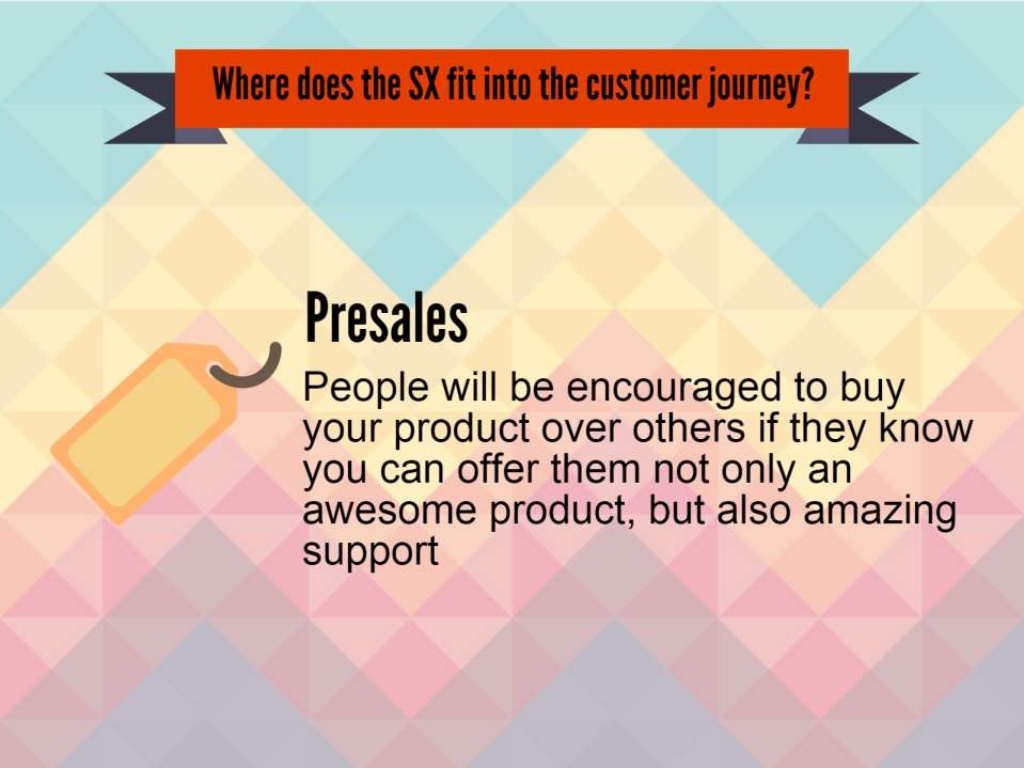 Where does the SX fit into the customer journey?
Presales
People will be encouraged to buy
your product over others if they know
you can offer them not only an
awesome product, but also amazing
support